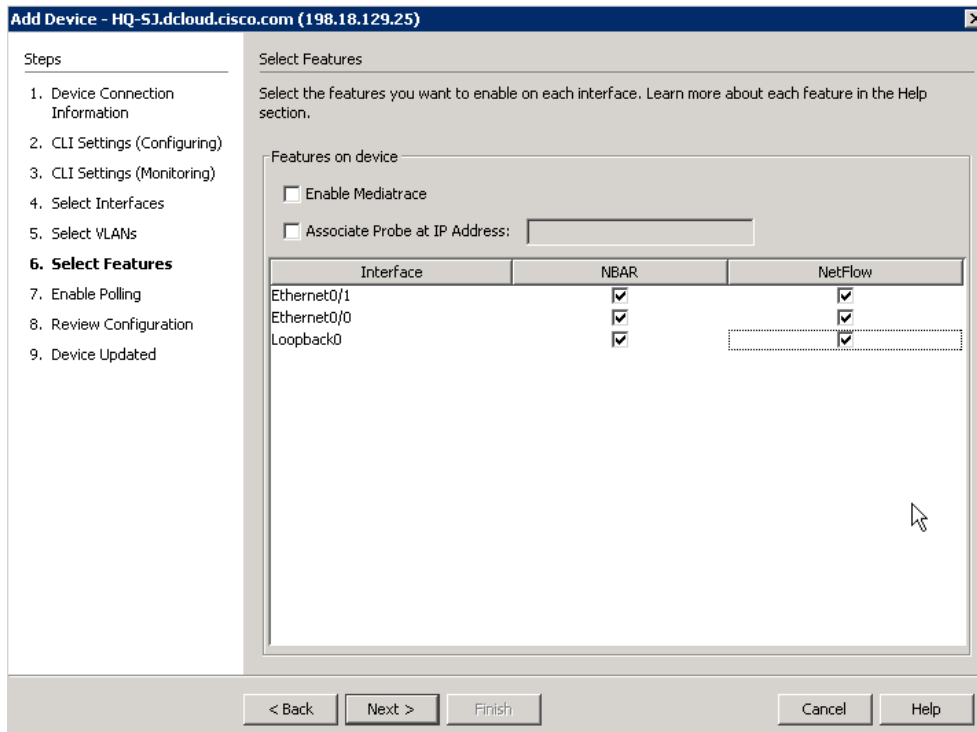 Add Device - HQ-SJ.dcloud.cisco.com (198.18.129.25)
Steps
1. Device Connection
Information
2. CLI Settings (Configuring)
3. CLI Settings (Monitoring)
4. Select Interfaces
5. Select VLANs
6. Select Features
7. Enable Polling
8. Review Configuration
9. Device Updated
Select Features
Select the features you want to enable on each interface. Learn more about each feature in the Help
section.
Features on device
Enable Mediatrace
Associate Probe at IP Address:
Interface NBAR NetFlow
Ethernet0/1
Ethernet0/0
Loopback0
< Back Next > Finish Cancel Help